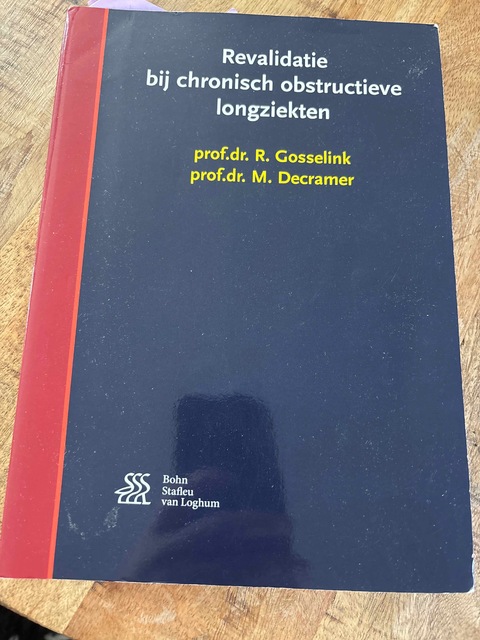 Revalidatie
bij chronisch obstructieve
longziekten
prof.dr. R. Gosselink
prof.dr. M. Decramer
Bohn
Stafleu
van Loghum